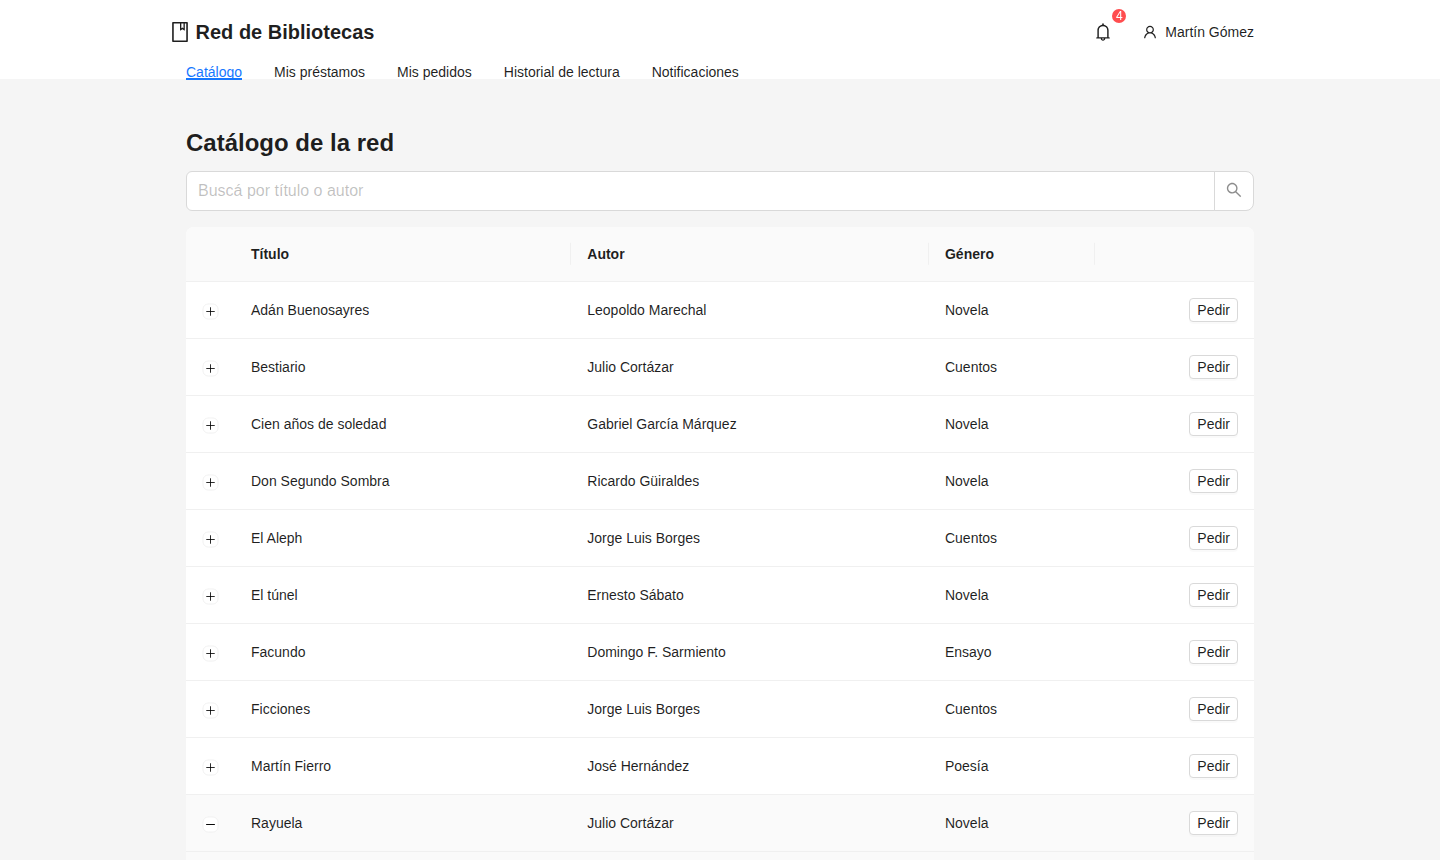 Red de Bibliotecas
4
Martín Gómez
Catálogo Mis préstamos Mis pedidos Historial de lectura Notificaciones
Catálogo de la red
Buscá por título o autor
Título Autor Género
Adán Buenosayres Leopoldo Marechal Novela Pedir
Bestiario Julio Cortázar Cuentos Pedir
Cien años de soledad Gabriel García Márquez Novela Pedir
Don Segundo Sombra Ricardo Güiraldes Novela Pedir
El Aleph Jorge Luis Borges Cuentos Pedir
El túnel Ernesto Sábato Novela Pedir
Facundo Domingo F. Sarmiento Ensayo Pedir
Ficciones Jorge Luis Borges Cuentos Pedir
Martín Fierro José Hernández Poesía Pedir
Rayuela Julio Cortázar Novela Pedir